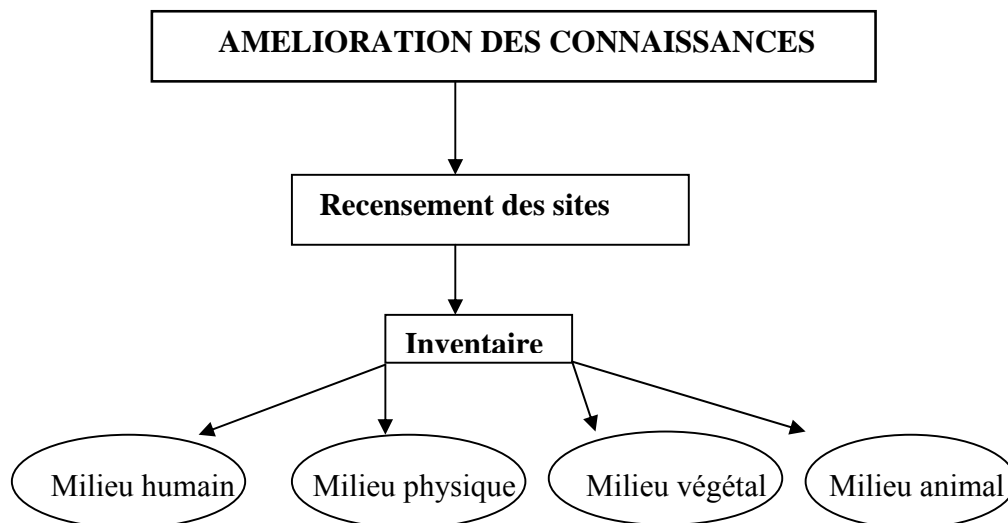 AMELIORATION DES CONNAISSANCES
Recensement des sites
Inventaire
Milieu humain
Milieu physique
Milieu végétal
Milieu animal